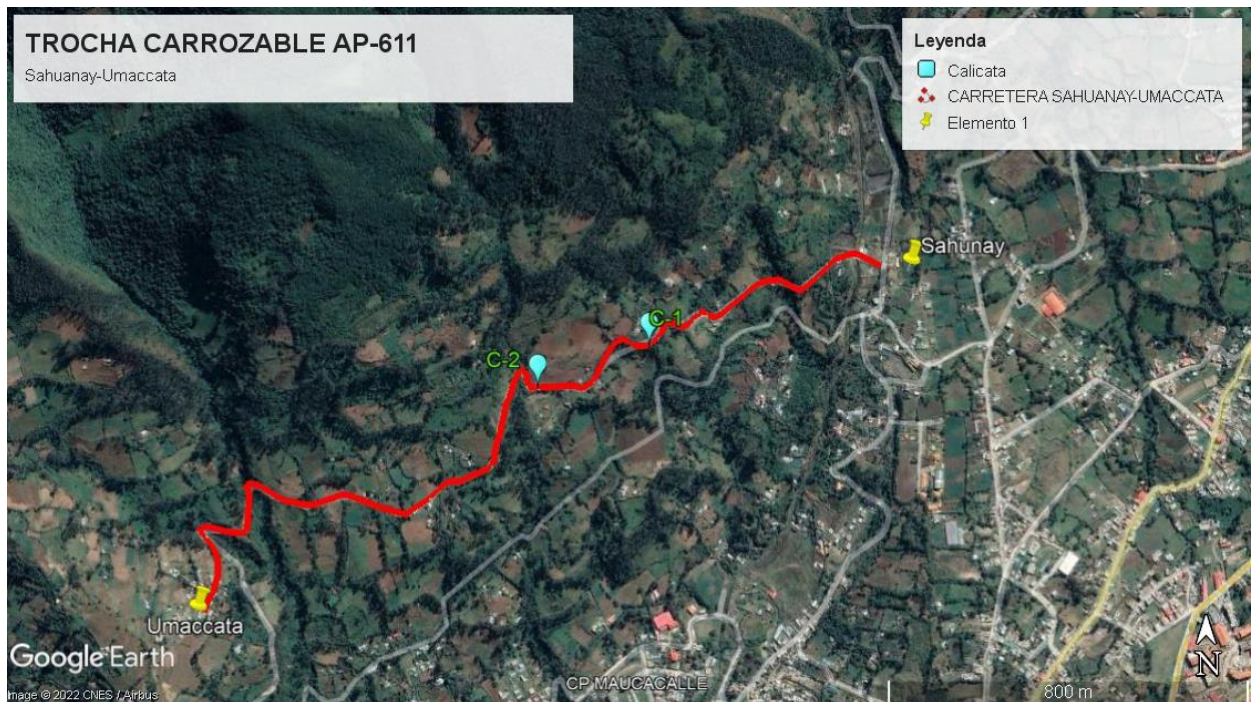 TROCHA CARROZABLE AP-611
Sahuanay-Umaccata
Leyenda
Calicata
CARRETERA SAHUANAY-UMACCATA
Elemento 1
Sahunay
C-1
C-2
Umaccata
Google Earth
Image © 2022 CNES / Airbus
CP MAUCACALLE
N
800 m